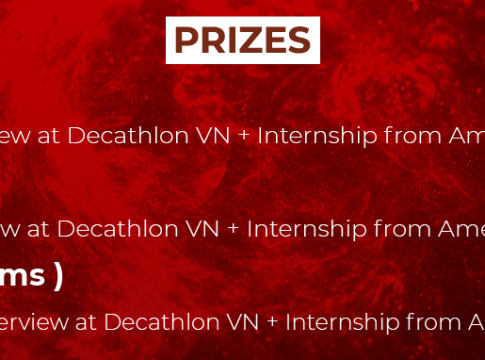 PRIZES
ew at Decathlon VN + Internship from Am
w at Decathlon VN + Internship from Ame
ms )
erview at Decathlon VN + Internship from A